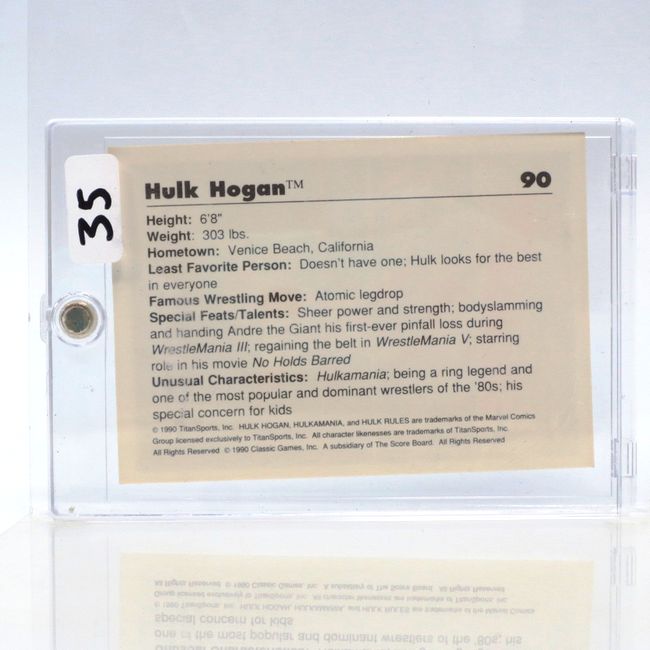 35
Hulk Hogan™ 90
Height: 6'8"
Weight: 303 lbs.
Hometown: Venice Beach, California
Least Favorite Person: Doesn't have one; Hulk looks for the best
in everyone
Famous Wrestling Move: Atomic legdrop
Special Feats/Talents: Sheer power and strength; bodyslamming
and handing Andre the Giant his first-ever pinfall loss during
WrestleMania III; regaining the belt in WrestleMania V; starring
role in his movie No Holds Barred
Unusual Characteristics: Hulkamania; being a ring legend and
one of the most popular and dominant wrestlers of the '80s; his
special concern for kids
© 1990 TitanSports, Inc. HULK HOGAN, HULKAMANIA, and HULK RULES are trademarks of the Marvel Comics
Group licensed exclusively to TitanSports, Inc. All character likenesses are trademarks of TitanSports, Inc.
All Rights Reserved © 1990 Classic Games, Inc. A subsidiary of The Score Board. All Rights Reserved